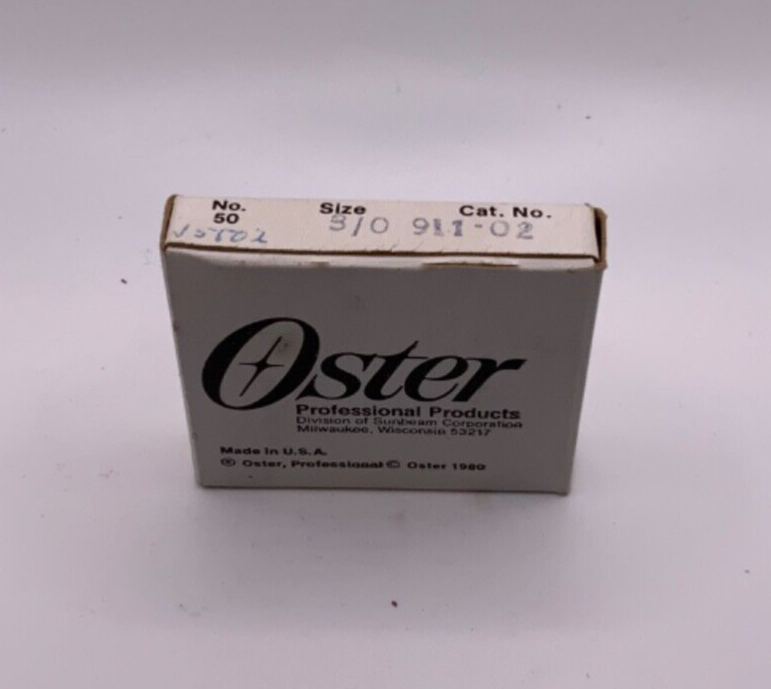 No. Size Cat. No.
50 3/0 911-02
Oster
Professional Products
Division of Sunbeam Corporation
Milwaukee, Wisconsin 53217
Made in U.S.A.
® Oster, Professional © Oster 1980